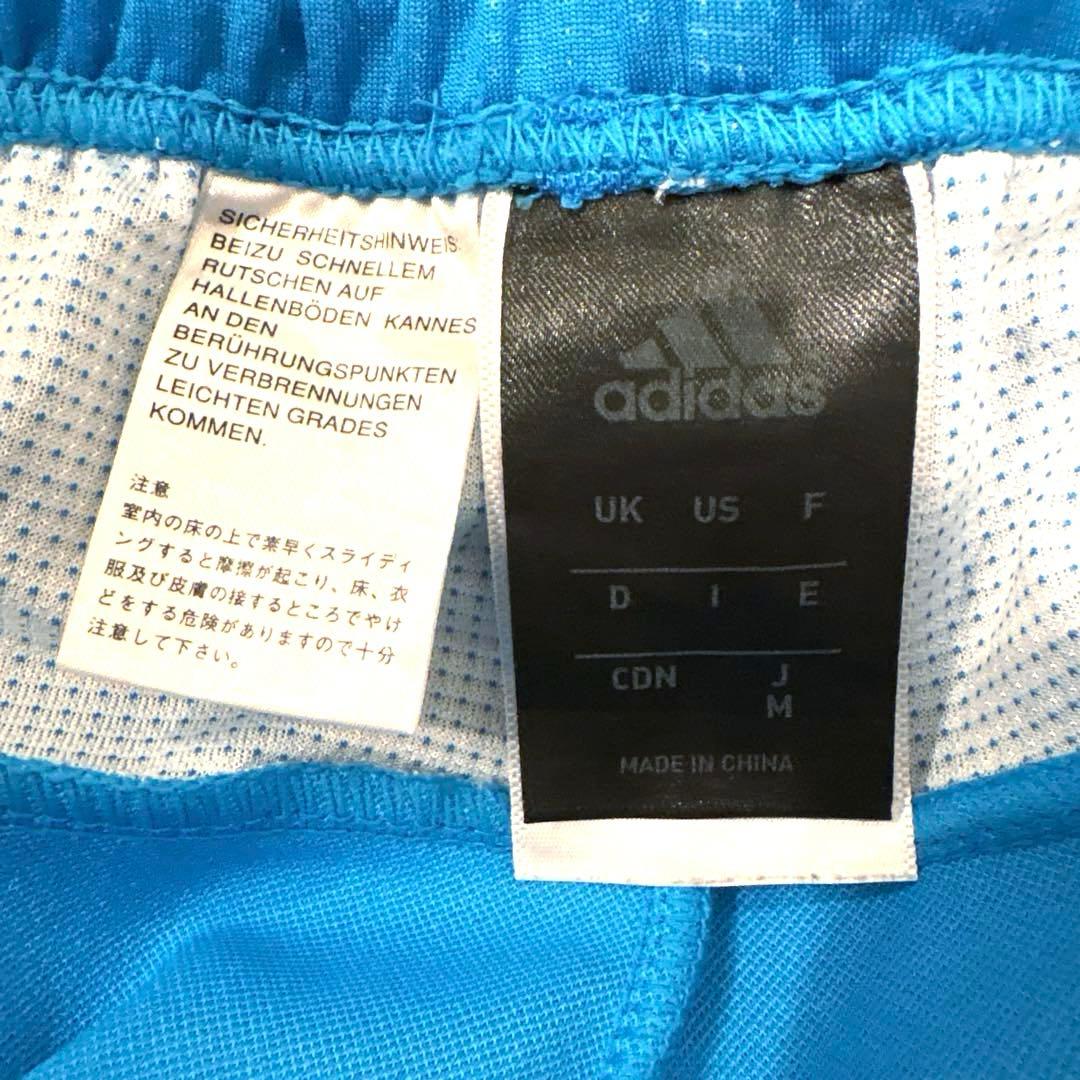 SICHERHEITSHINWEIS:
BEIZU SCHNELLEM
RUTSCHEN AUF
HALLENBÖDEN KANNES
AN DEN
BERÜHRUNGSPUNKTEN
ZU VERBRENNUNGEN
LEICHTEN GRADES
KOMMEN.
注意
室内の床の上で素早くスライディ
ングすると摩擦が起こり、床、衣
服及び皮膚の接するところでやけ
どをする危険がありますので十分
注意して下さい。
adidas
UK US F
D I E
CDN J
M
MADE IN CHINA